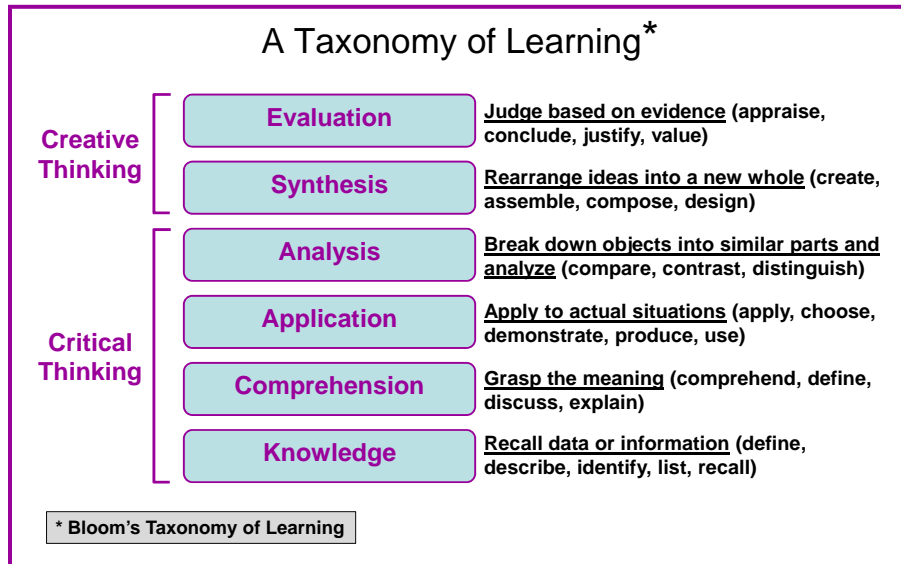 A Taxonomy of Learning*
Creative
Thinking
Evaluation
Judge based on evidence (appraise,
conclude, justify, value)
Synthesis
Rearrange ideas into a new whole (create,
assemble, compose, design)
Critical
Thinking
Analysis
Break down objects into similar parts and
analyze (compare, contrast, distinguish)
Application
Apply to actual situations (apply, choose,
demonstrate, produce, use)
Comprehension
Grasp the meaning (comprehend, define,
discuss, explain)
Knowledge
Recall data or information (define,
describe, identify, list, recall)
* Bloom's Taxonomy of Learning